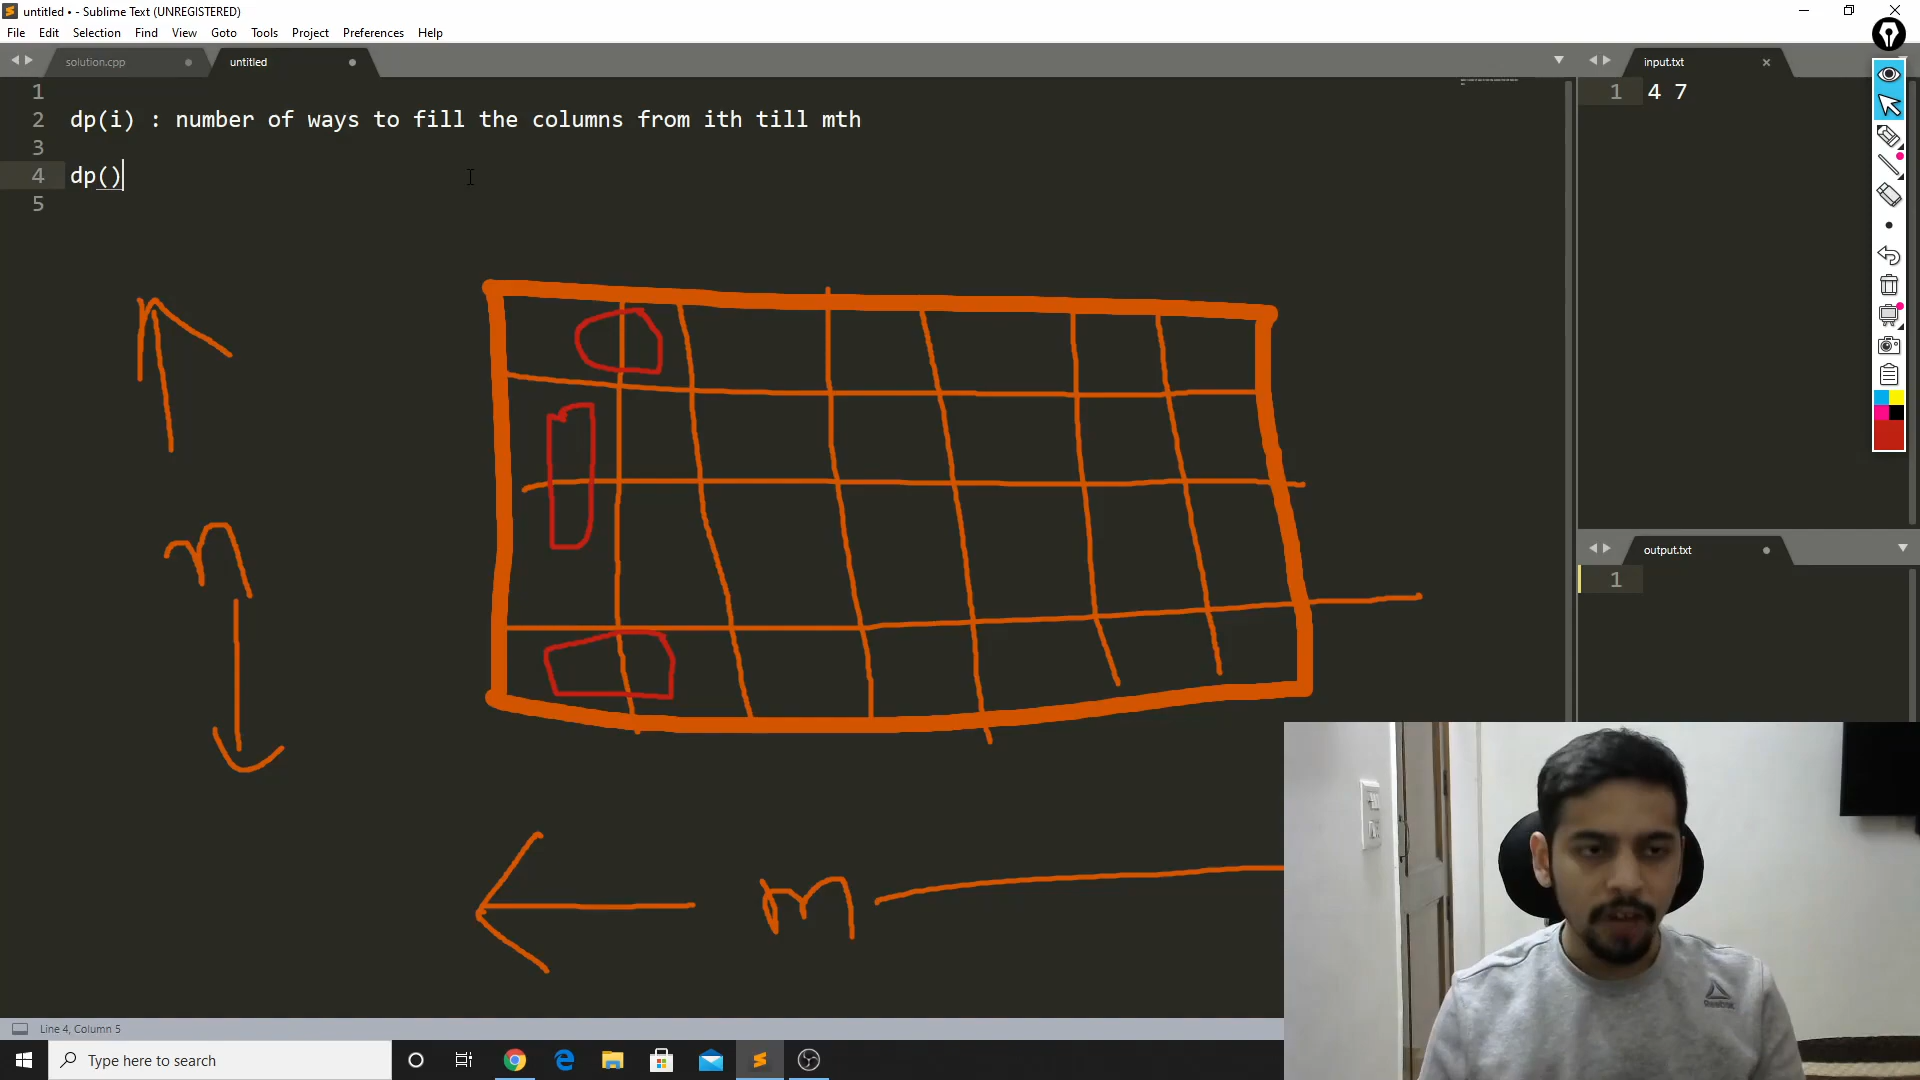 untitled • - Sublime Text (UNREGISTERED)
File Edit Selection Find View Goto Tools Project Preferences Help
solution.cpp
untitled
input.txt
1
2 dp(i) : number of ways to fill the columns from ith till mth
3
4 dp()
5
1 4 7
output.txt
1
n
m
Reebok
Line 4, Column 5
Type here to search